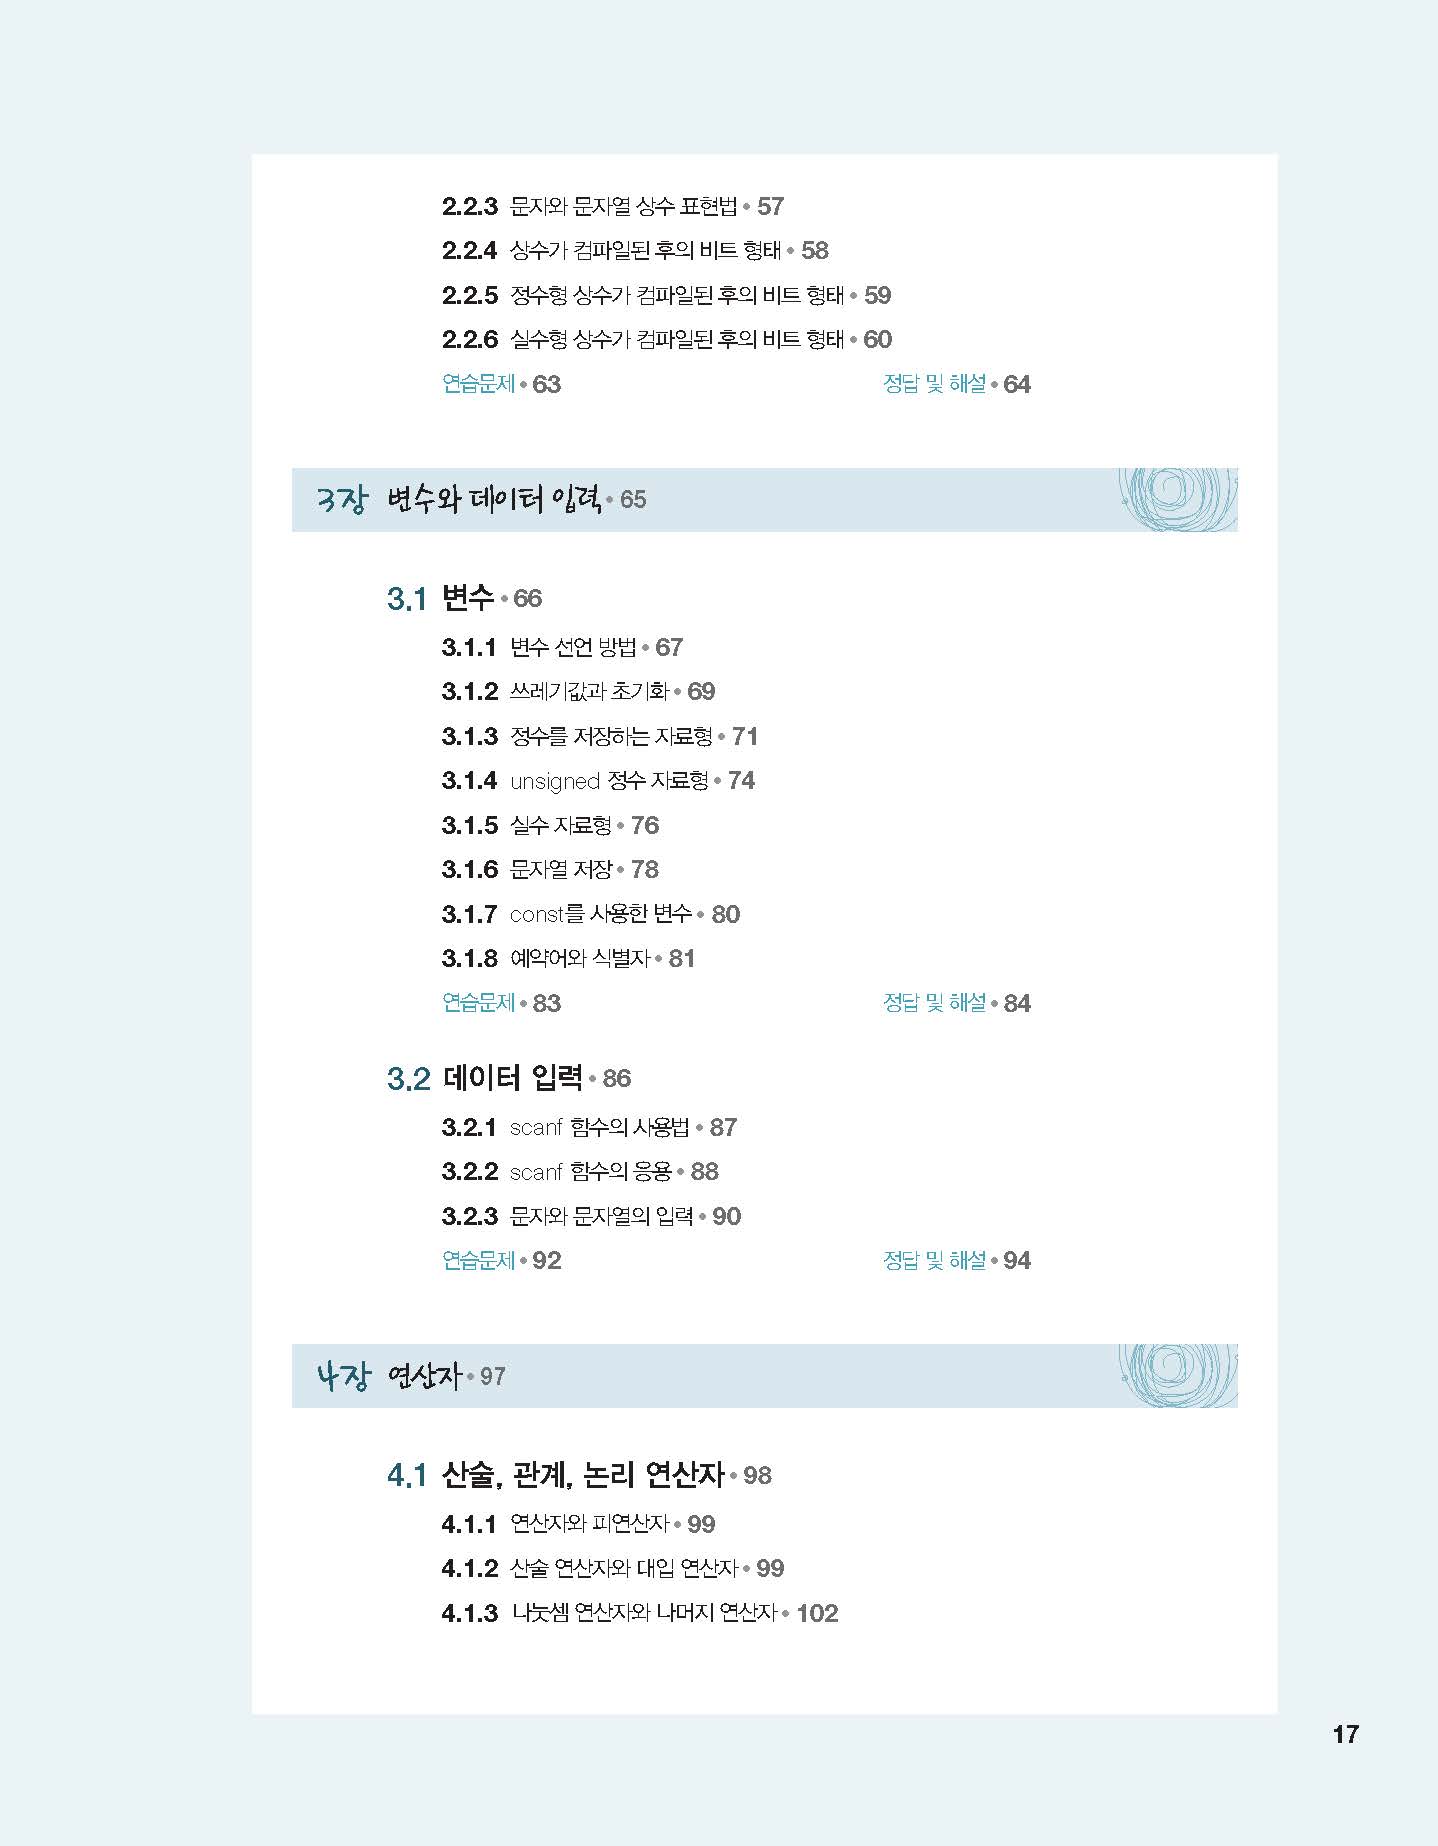 2.2.3 문자와 문자열 상수 표현법 • 57
2.2.4 상수가 컴파일된 후의 비트 형태 • 58
2.2.5 정수형 상수가 컴파일된 후의 비트 형태 • 59
2.2.6 실수형 상수가 컴파일된 후의 비트 형태 • 60
연습문제 • 63 정답 및 해설 • 64
3장 변수와 데이터 입력 • 65
3.1 변수 • 66
3.1.1 변수 선언 방법 • 67
3.1.2 쓰레기값과 초기화 • 69
3.1.3 정수를 저장하는 자료형 • 71
3.1.4 unsigned 정수 자료형 • 74
3.1.5 실수 자료형 • 76
3.1.6 문자열 저장 • 78
3.1.7 const를 사용한 변수 • 80
3.1.8 예약어와 식별자 • 81
연습문제 • 83 정답 및 해설 • 84
3.2 데이터 입력 • 86
3.2.1 scanf 함수의 사용법 • 87
3.2.2 scanf 함수의 응용 • 88
3.2.3 문자와 문자열의 입력 • 90
연습문제 • 92 정답 및 해설 • 94
4장 연산자 • 97
4.1 산술, 관계, 논리 연산자 • 98
4.1.1 연산자와 피연산자 • 99
4.1.2 산술 연산자와 대입 연산자 • 99
4.1.3 나눗셈 연산자와 나머지 연산자 • 102
17